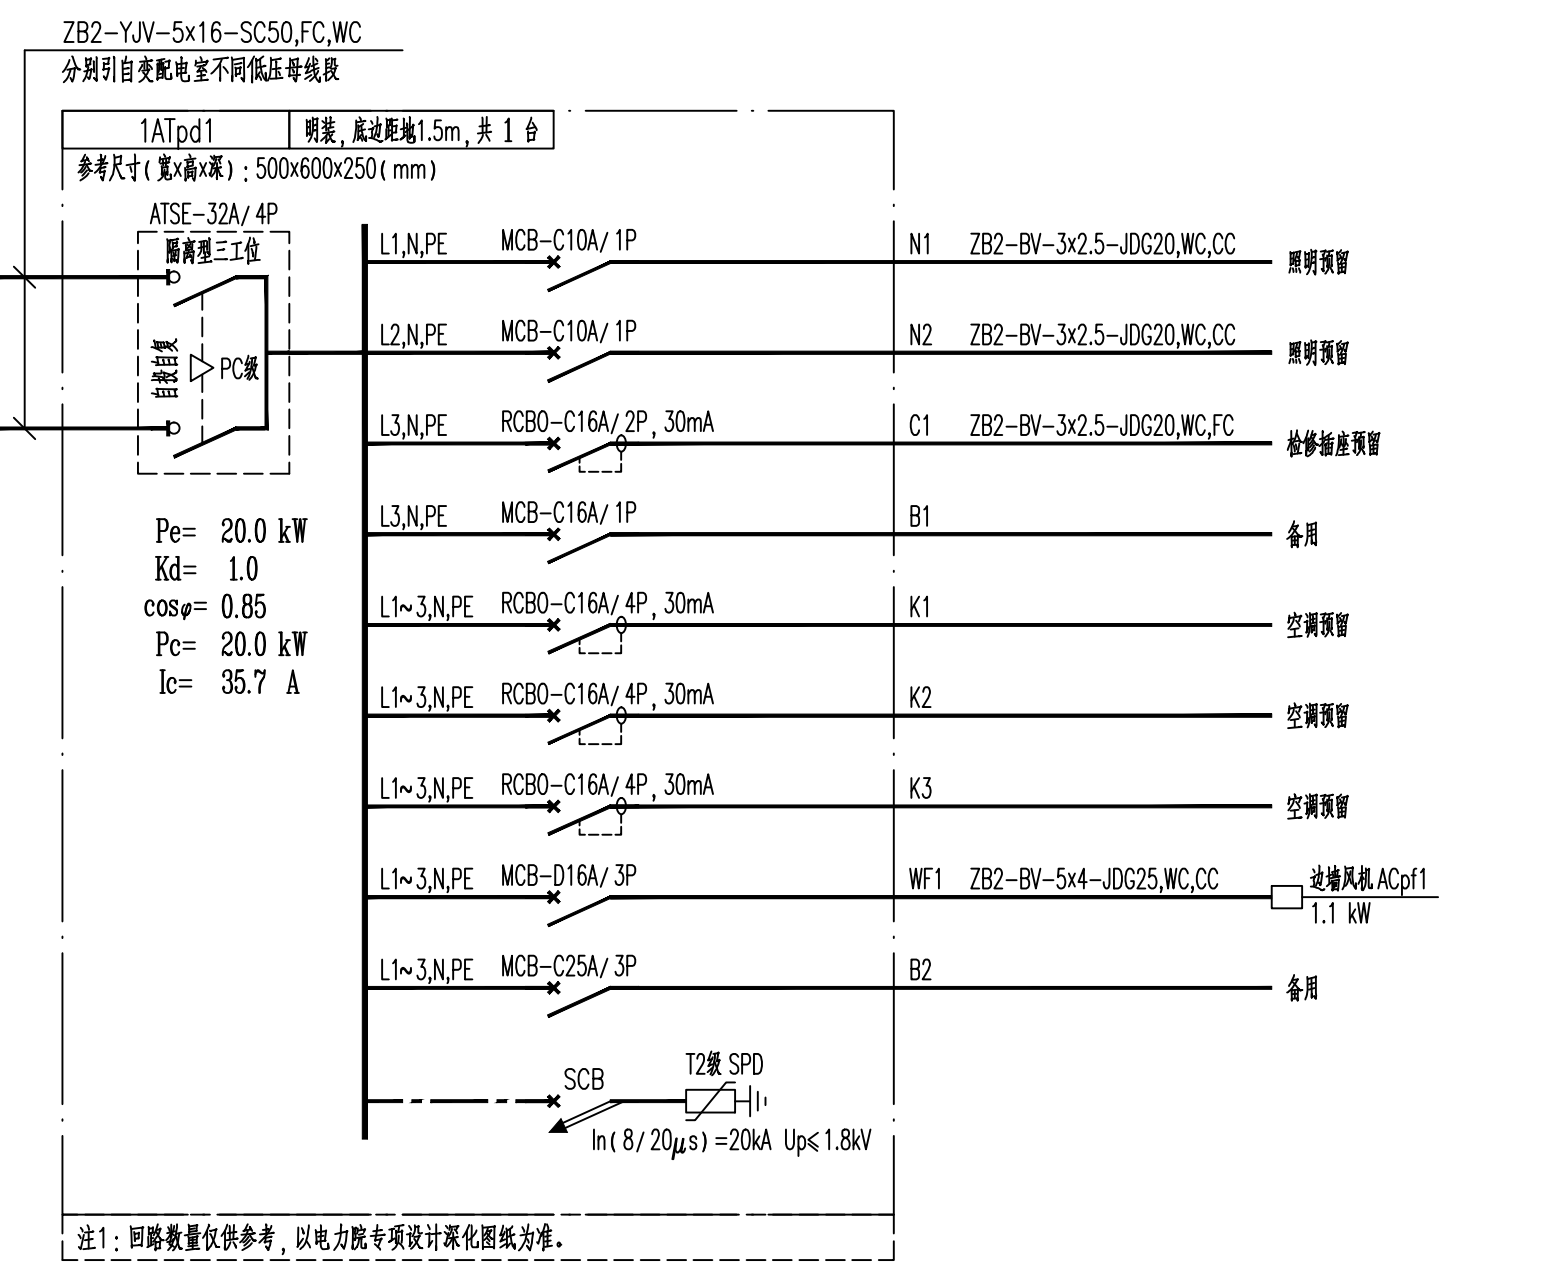 ZB2-YJV-5x16-SC50,FC,WC
分别引自变配电室不同低压母线段
1ATpd1 明装,底边距地1.5m,共 1 台
参考尺寸(宽x高x深):500x600x250(mm)
ATSE-32A/4P
隔离型三工位
自投自复
PC级
Pe= 20.0 kW
Kd= 1.0
cosφ= 0.85
Pc= 20.0 kW
Ic= 35.7 A
L1,N,PE MCB-C10A/1P N1 ZB2-BV-3x2.5-JDG20,WC,CC 照明预留
L2,N,PE MCB-C10A/1P N2 ZB2-BV-3x2.5-JDG20,WC,CC 照明预留
L3,N,PE RCBO-C16A/2P,30mA C1 ZB2-BV-3x2.5-JDG20,WC,FC 检修插座预留
L3,N,PE MCB-C16A/1P B1 备用
L1~3,N,PE RCBO-C16A/4P,30mA K1 空调预留
L1~3,N,PE RCBO-C16A/4P,30mA K2 空调预留
L1~3,N,PE RCBO-C16A/4P,30mA K3 空调预留
L1~3,N,PE MCB-D16A/3P WF1 ZB2-BV-5x4-JDG25,WC,CC 边墙风机ACpf1
1.1 kW
L1~3,N,PE MCB-C25A/3P B2 备用
SCB T2级 SPD
In(8/20μs)=20kA Up≤1.8kV
注1:回路数量仅供参考,以电力院专项设计深化图纸为准。